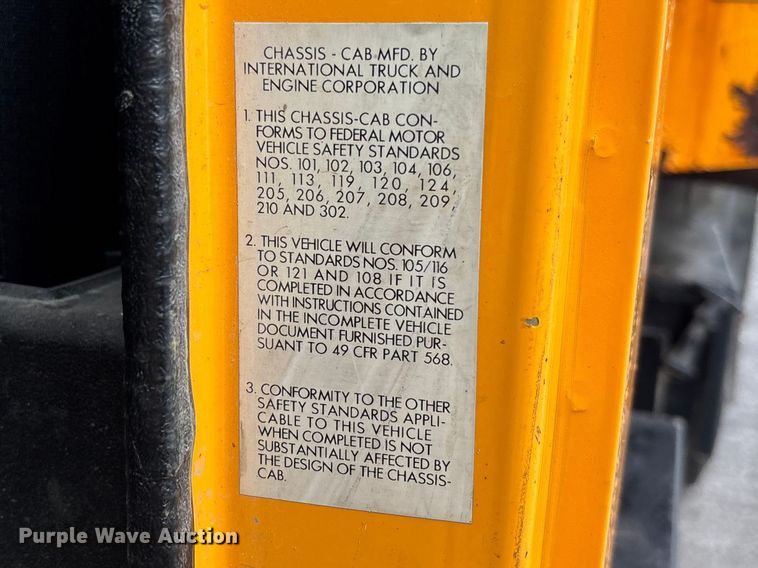 CHASSIS - CAB MFD. BY
INTERNATIONAL TRUCK AND
ENGINE CORPORATION
1. THIS CHASSIS-CAB CON-
FORMS TO FEDERAL MOTOR
VEHICLE SAFETY STANDARDS
NOS. 101, 102, 103, 104, 106,
111, 113, 119, 120, 124,
205, 206, 207, 208, 209
210 AND 302.
2. THIS VEHICLE WILL CONFORM
TO STANDARDS NOS. 105/116
OR 121 AND 108 IF IT IS
COMPLETED IN ACCORDANCE
WITH INSTRUCTIONS CONTAINED
IN THE INCOMPLETE VEHICLE
DOCUMENT FURNISHED PUR-
SUANT TO 49 CFR PART 568.
3. CONFORMITY TO THE OTHER
SAFETY STANDARDS APPLI-
CABLE TO THIS VEHICLE
WHEN COMPLETED IS NOT
SUBSTANTIALLY AFFECTED BY
THE DESIGN OF THE CHASSIS-
CAB.
Purple Wave Auction